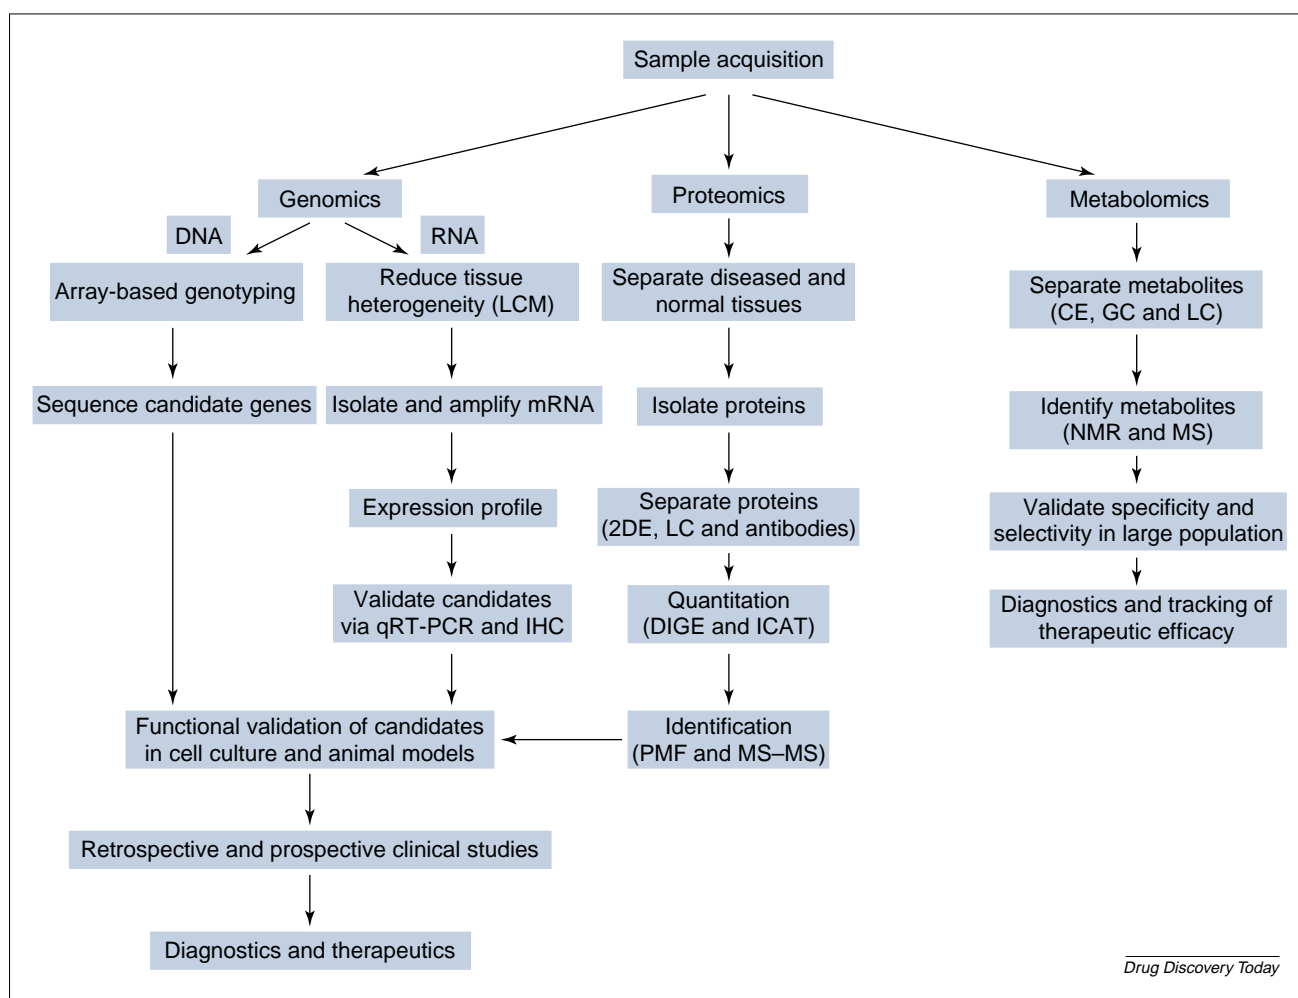 Sample acquisition
Genomics
Proteomics
Metabolomics
DNA
RNA
Array-based genotyping
Reduce tissue
heterogeneity (LCM)
Separate diseased and
normal tissues
Separate metabolites
(CE, GC and LC)
Sequence candidate genes
Isolate and amplify mRNA
Isolate proteins
Identify metabolites
(NMR and MS)
Expression profile
Separate proteins
(2DE, LC and antibodies)
Validate specificity and
selectivity in large population
Validate candidates
via qRT-PCR and IHC
Quantitation
(DIGE and ICAT)
Diagnostics and tracking of
therapeutic efficacy
Functional validation of candidates
in cell culture and animal models
Identification
(PMF and MS–MS)
Retrospective and prospective clinical studies
Diagnostics and therapeutics
Drug Discovery Today